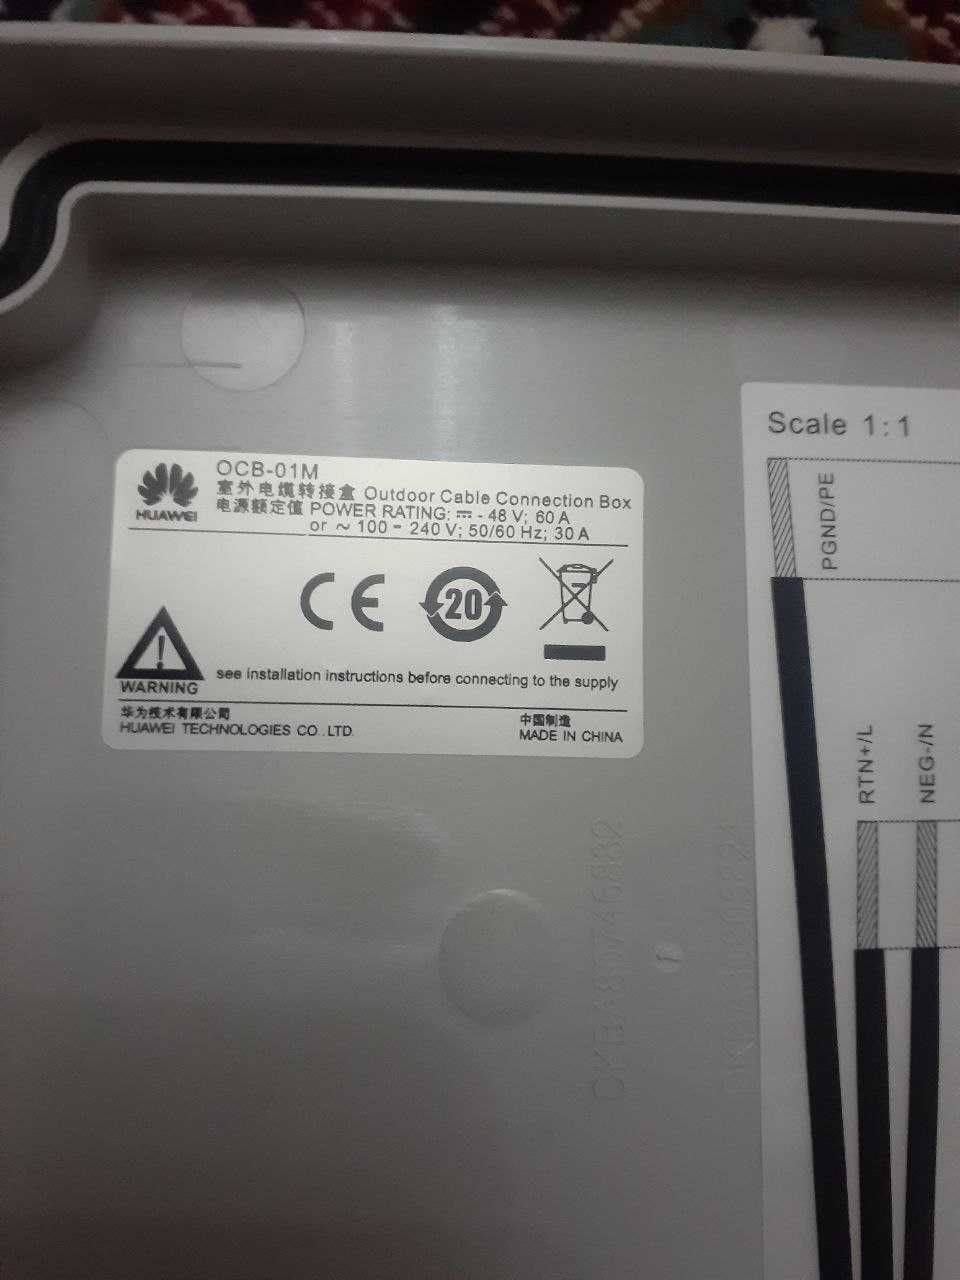 OCB-01M
室外电缆转接盒 Outdoor Cable Connection Box
电源额定值 POWER RATING: ⎓ - 48 V; 60 A
or ~ 100 - 240 V; 50/60 Hz; 30 A
HUAWEI
CE
20
WARNING
see installation instructions before connecting to the supply
华为技术有限公司
HUAWEI TECHNOLOGIES CO., LTD.
中国制造
MADE IN CHINA
Scale 1:1
PGND/PE
RTN+/L
NEG-/N